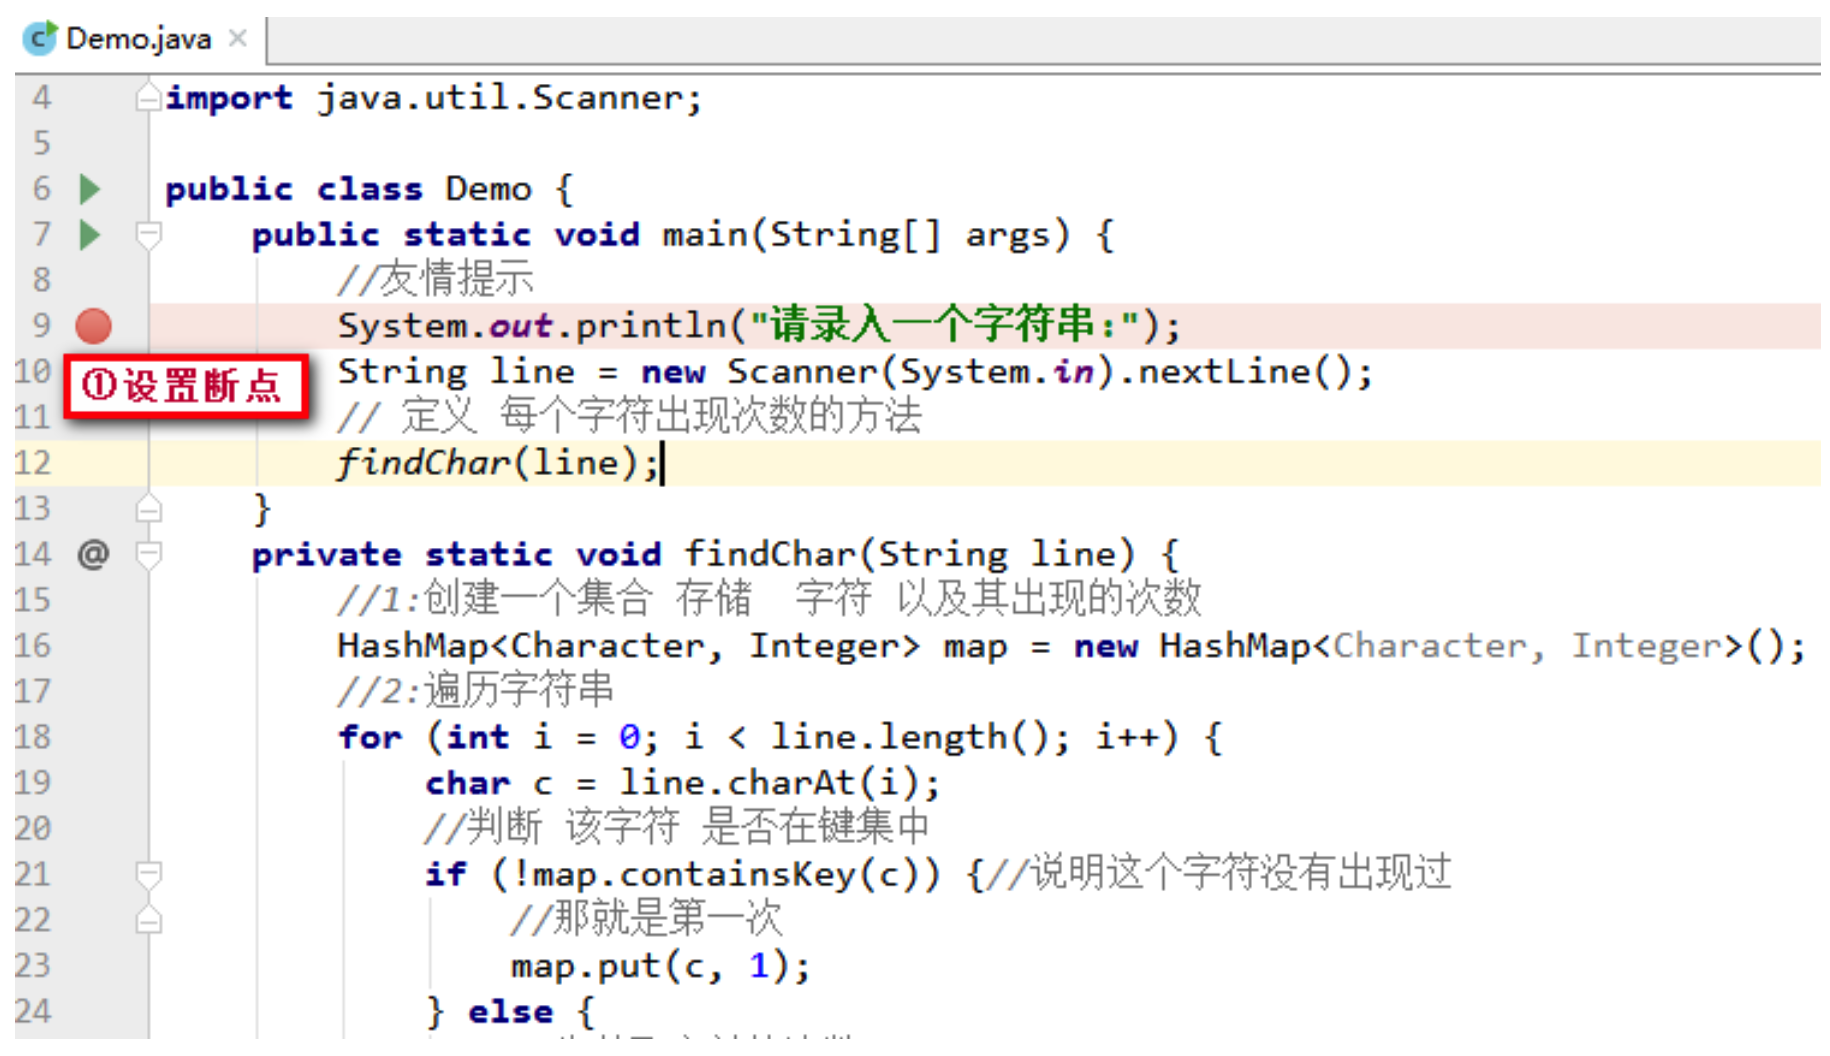 Demo.java ×
4 import java.util.Scanner;
5
6 public class Demo {
7 public static void main(String[] args) {
8 //友情提示
9 System.out.println("请录入一个字符串:");
10 String line = new Scanner(System.in).nextLine();
①设置断点
11 // 定义 每个字符出现次数的方法
12 findChar(line);
13 }
14 @ private static void findChar(String line) {
15 //1:创建一个集合 存储 字符 以及其出现的次数
16 HashMap<Character, Integer> map = new HashMap<Character, Integer>();
17 //2:遍历字符串
18 for (int i = 0; i < line.length(); i++) {
19 char c = line.charAt(i);
20 //判断 该字符 是否在键集中
21 if (!map.containsKey(c)) {//说明这个字符没有出现过
22 //那就是第一次
23 map.put(c, 1);
24 } else {